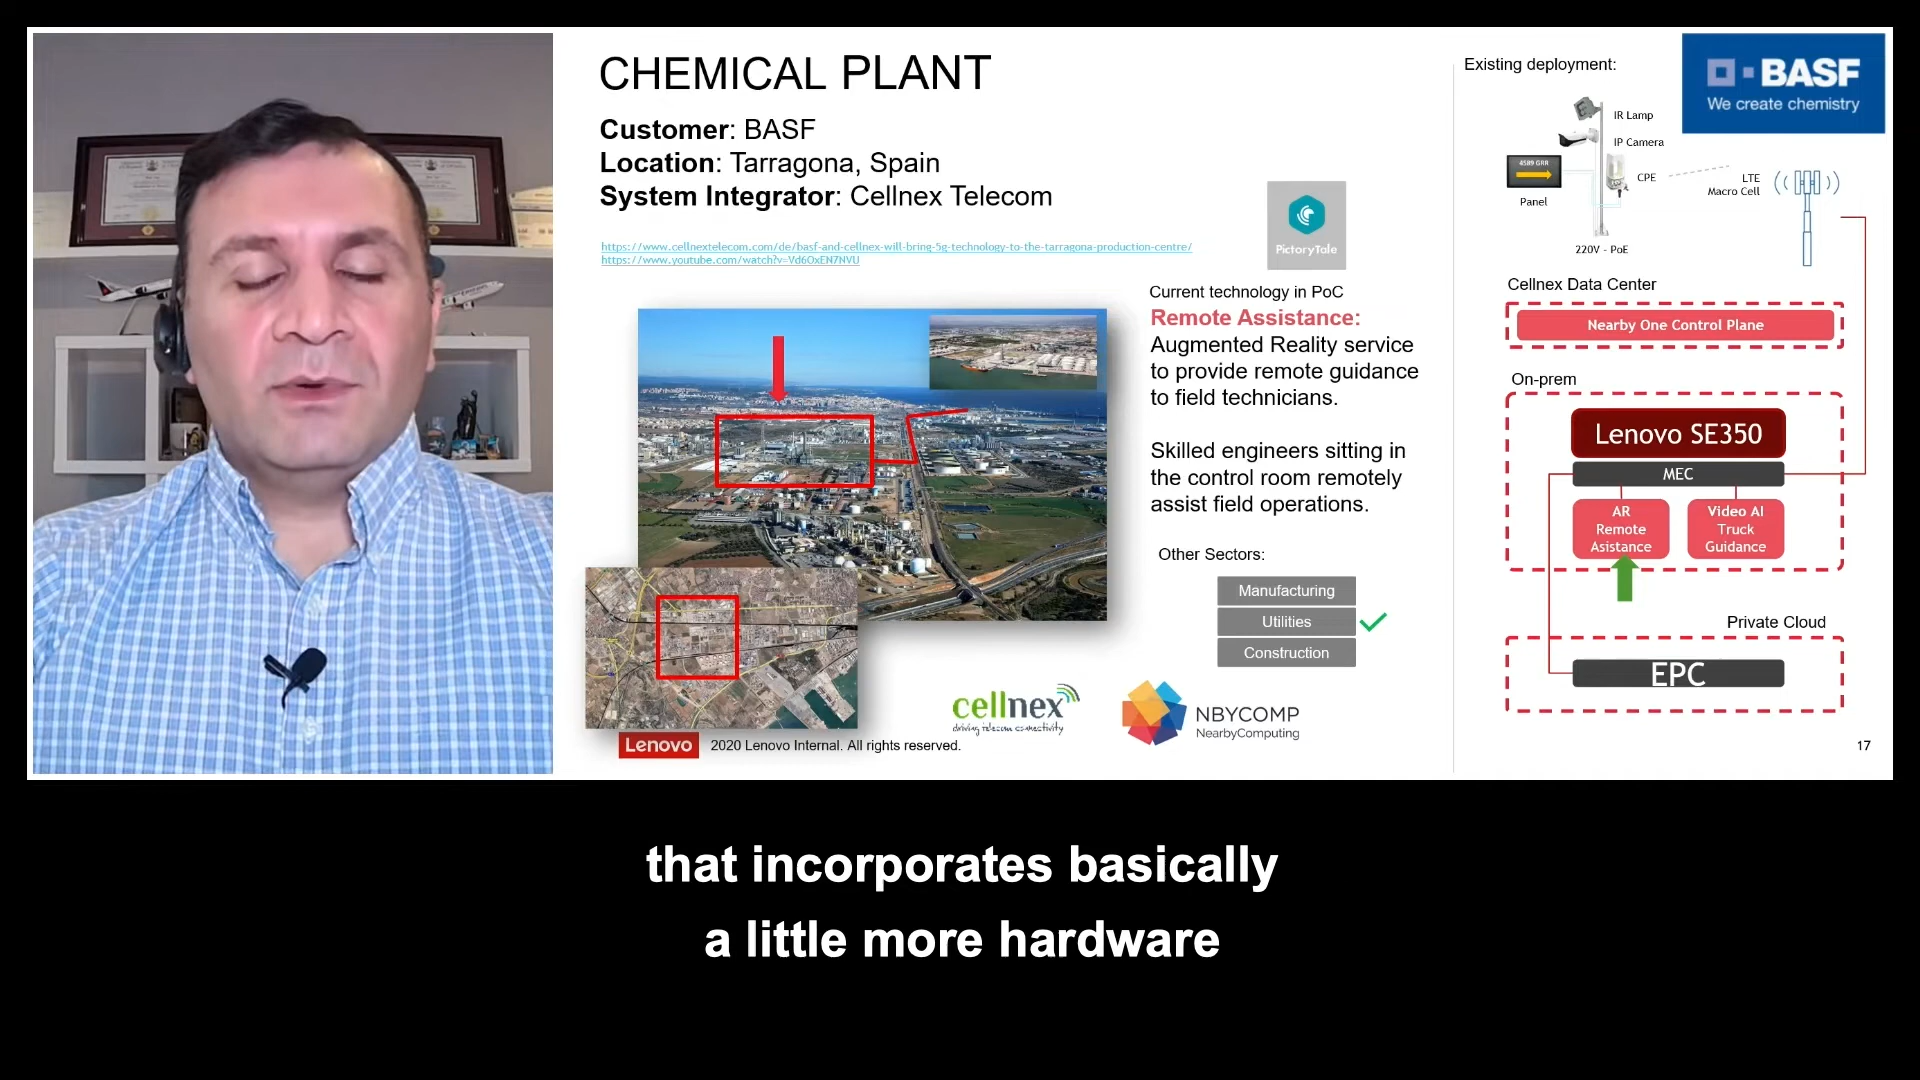 CHEMICAL PLANT
Customer: BASF
Location: Tarragona, Spain
System Integrator: Cellnex Telecom
https://www.cellnextelecom.com/de/basf-and-cellnex-will-bring-5g-technology-to-the-tarragona-production-centre/
https://www.youtube.com/watch?v=Vd6OxEN7NVU
PictoryTale
Current technology in PoC
Remote Assistance:
Augmented Reality service
to provide remote guidance
to field technicians.
Skilled engineers sitting in
the control room remotely
assist field operations.
Other Sectors:
Manufacturing
Utilities
Construction
cellnex
driving telecom connectivity
NBYCOMP
NearbyComputing
Lenovo
2020 Lenovo Internal. All rights reserved.
Existing deployment:
BASF
We create chemistry
IR Lamp
IP Camera
4589 GRR
CPE
Panel
LTE
Macro Cell
220V - PoE
Cellnex Data Center
Nearby One Control Plane
On-prem
Lenovo SE350
MEC
AR
Remote
Asistance
Video AI
Truck
Guidance
Private Cloud
EPC
17
that incorporates basically
a little more hardware